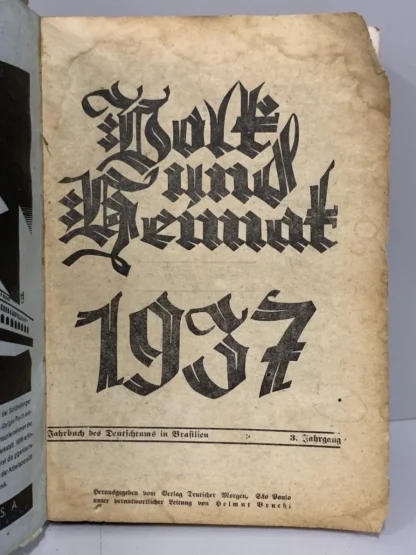 Volk
und
Heimat
1937
Jahrbuch des Deutschtums in Brasilien 3. Jahrgang
Herausgegeben vom Verlag Deutscher Morgen, São Paulo
unter verantwortlicher Leitung von Helmut
S.A.